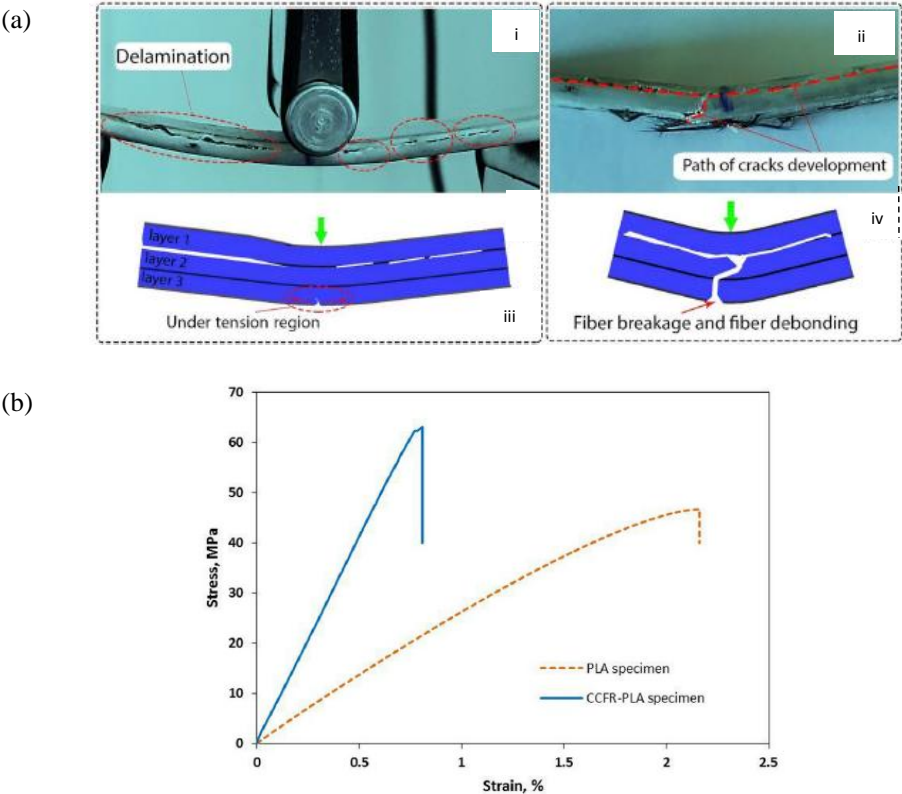 (a)
i
ii
Delamination
Path of cracks development
iv
layer 1
layer 2
layer 3
Under tension region
iii
Fiber breakage and fiber debonding
(b)
70
60
50
40
30
20
10
0
Stress, MPa
PLA specimen
CCFR-PLA specimen
0
0.5
1
1.5
2
2.5
Strain, %